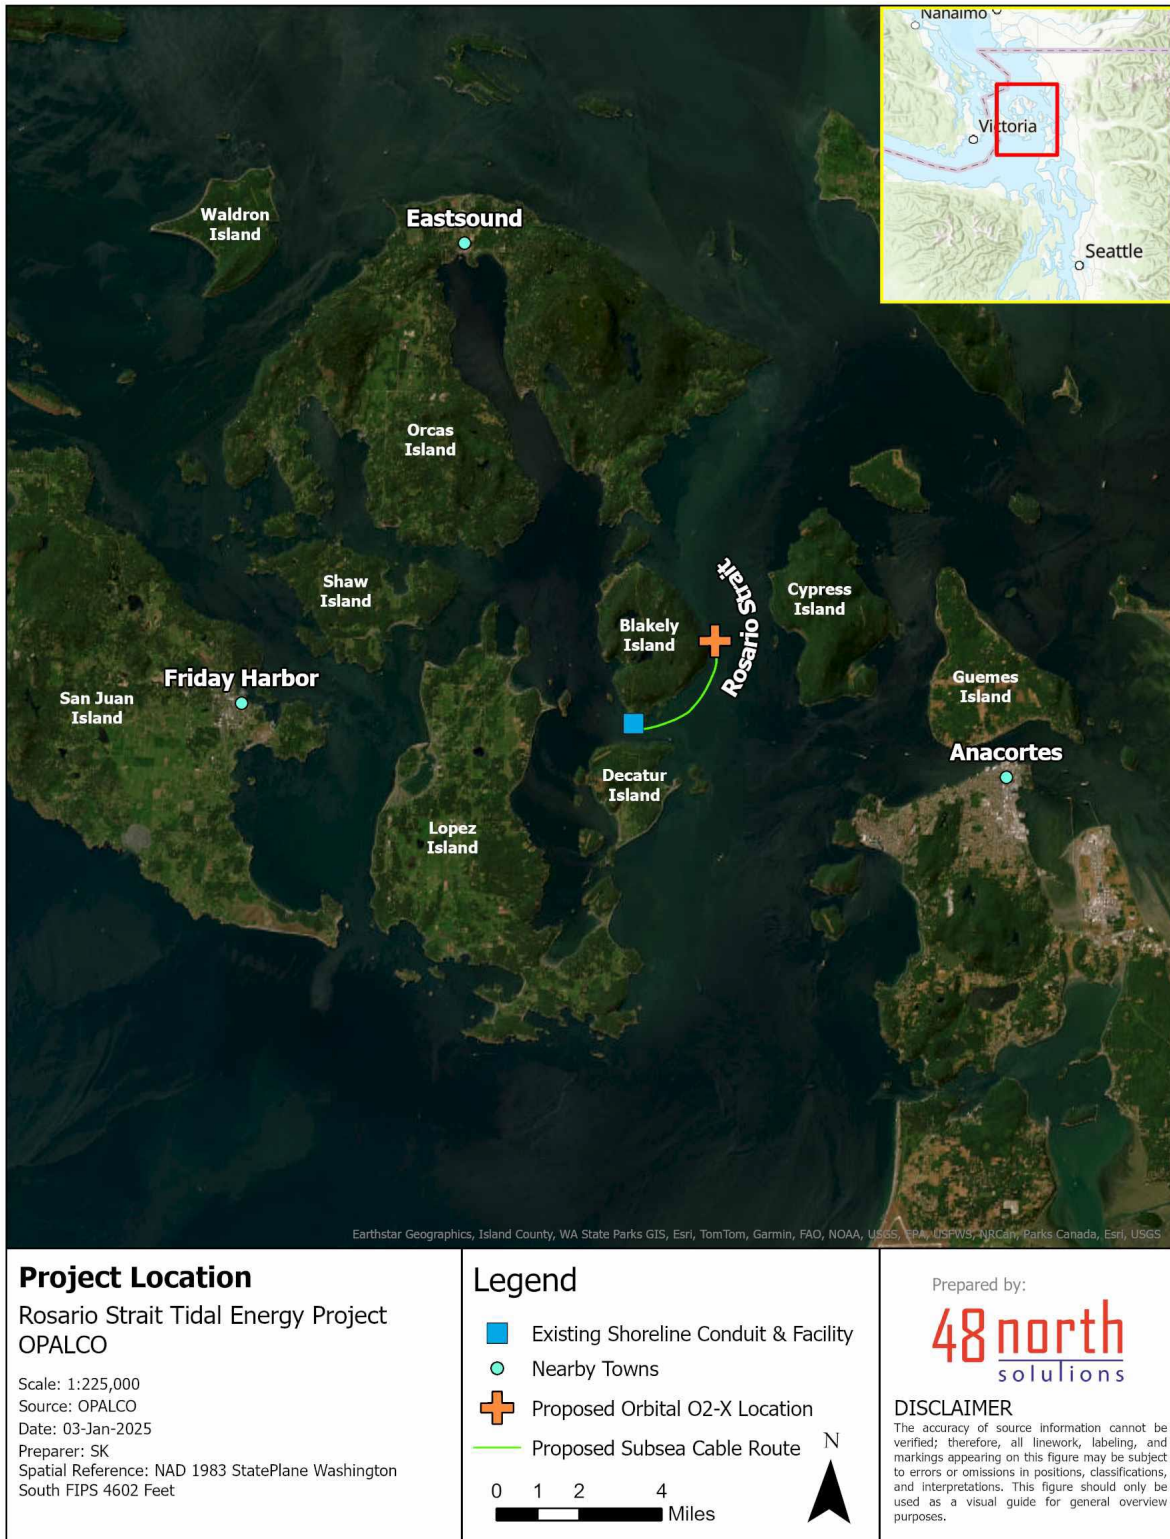 Nanaimo
Victoria
Seattle
Waldron
Island
Eastsound
Orcas
Island
Shaw
Island
Rosario Strait
Cypress
Island
Blakely
Island
Friday Harbor
San Juan
Island
Guemes
Island
Anacortes
Decatur
Island
Lopez
Island
Earthstar Geographics, Island County, WA State Parks GIS, Esri, TomTom, Garmin, FAO, NOAA, USGS, EPA, USFWS, NRCan, Parks Canada, Esri, USGS
Project Location
Rosario Strait Tidal Energy Project
OPALCO
Scale: 1:225,000
Source: OPALCO
Date: 03-Jan-2025
Preparer: SK
Spatial Reference: NAD 1983 StatePlane Washington
South FIPS 4602 Feet
Legend
Existing Shoreline Conduit & Facility
Nearby Towns
Proposed Orbital O2-X Location
Proposed Subsea Cable Route
N
0 1 2 4
Miles
Prepared by:
48 north
solutions
DISCLAIMER
The accuracy of source information cannot be
verified; therefore, all linework, labeling, and
markings appearing on this figure may be subject
to errors or omissions in positions, classifications,
and interpretations. This figure should only be
used as a visual guide for general overview
purposes.